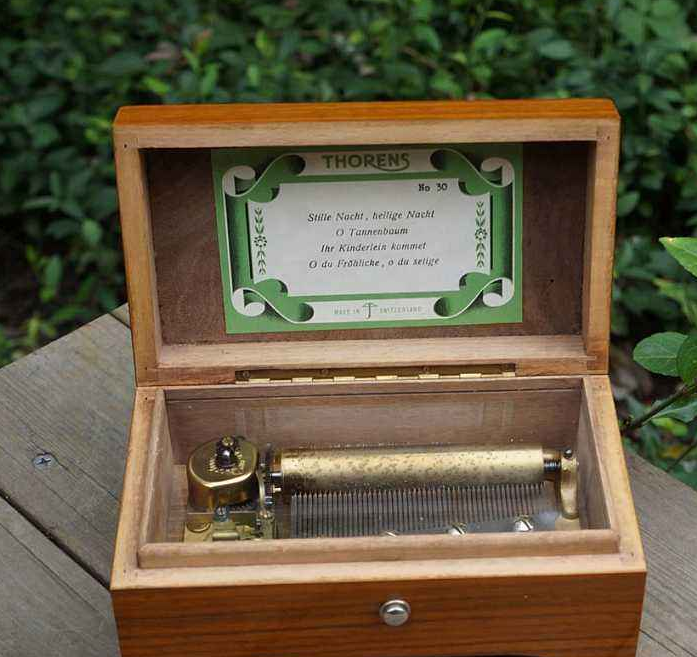 THORENS
No 30
Stille Nacht, heilige Nacht
O Tannenbaum
Ihr Kinderlein kommet
O du Fröhliche, o du selige
MADE IN SWITZERLAND